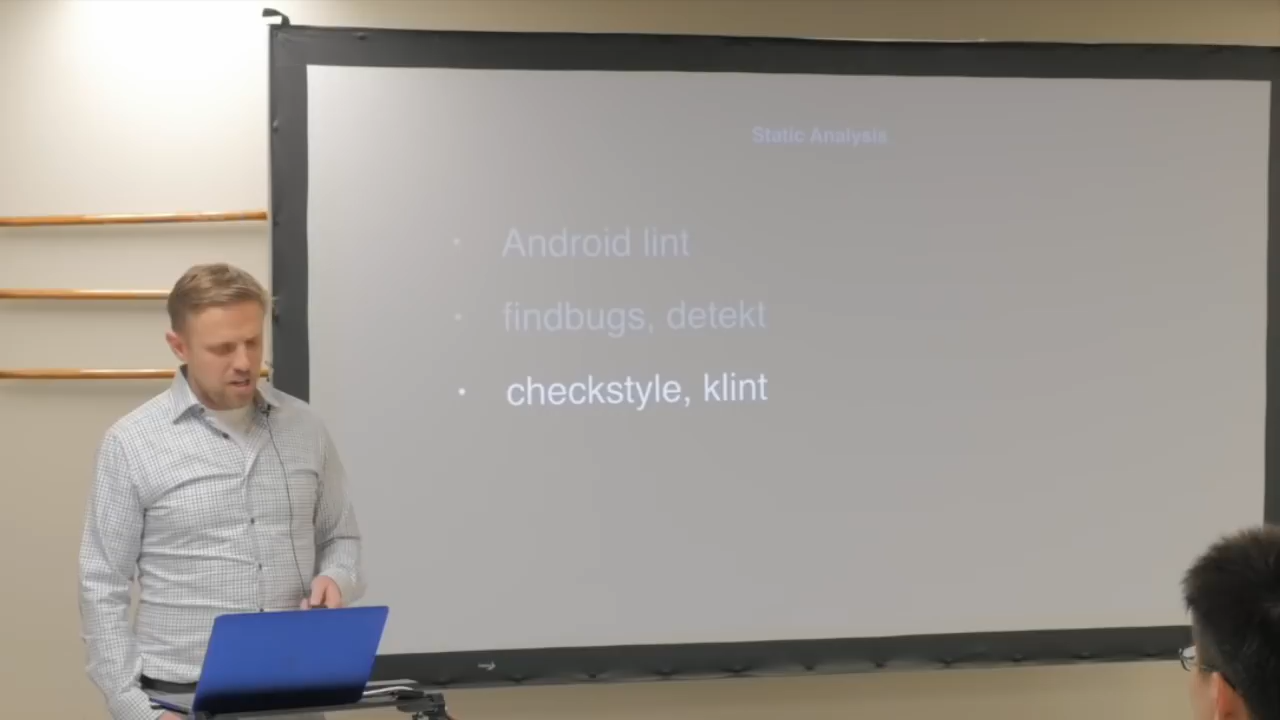 Static Analysis
• Android lint
• findbugs, detekt
• checkstyle, klint